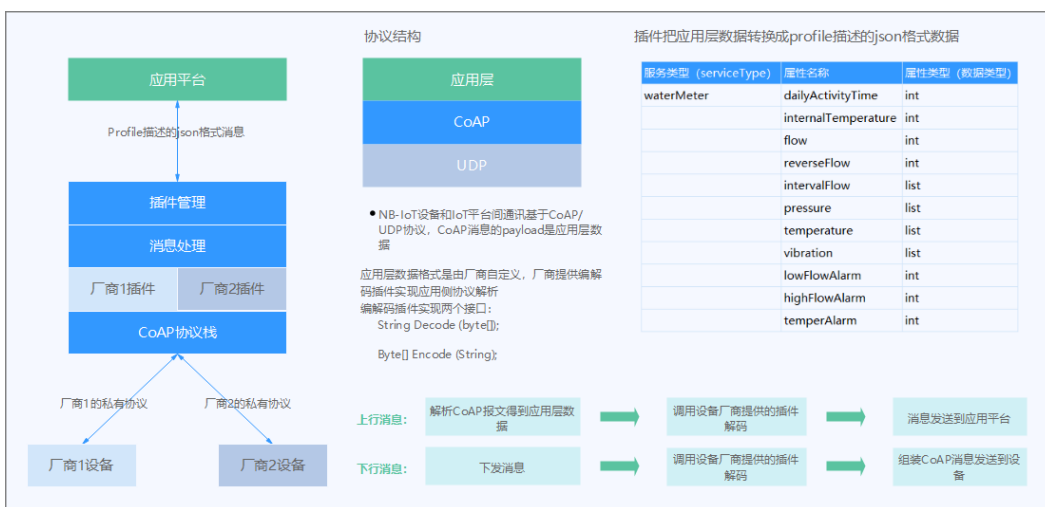 协议结构
插件把应用层数据转换成profile描述的json格式数据
应用平台
Profile描述的json格式消息
插件管理
消息处理
厂商1插件
厂商2插件
CoAP协议栈
厂商1的私有协议
厂商2的私有协议
厂商1设备
厂商2设备
应用层
CoAP
UDP
● NB-IoT设备和IoT平台间通讯基于CoAP/
UDP协议，CoAP消息的payload是应用层数
据
应用层数据格式是由厂商自定义，厂商提供编解
码插件实现应用侧协议解析
编解码插件实现两个接口：
String Decode (byte[]);
Byte[] Encode (String);
服务类型（serviceType） 属性名称 属性类型（数据类型）
waterMeter dailyActivityTime int
internalTemperature int
flow int
reverseFlow int
intervalFlow list
pressure list
temperature list
vibration list
lowFlowAlarm int
highFlowAlarm int
temperAlarm int
上行消息：
解析CoAP报文得到应用层数
据
调用设备厂商提供的插件
解码
消息发送到应用平台
下行消息：
下发消息
调用设备厂商提供的插件
解码
组装CoAP消息发送到设
备